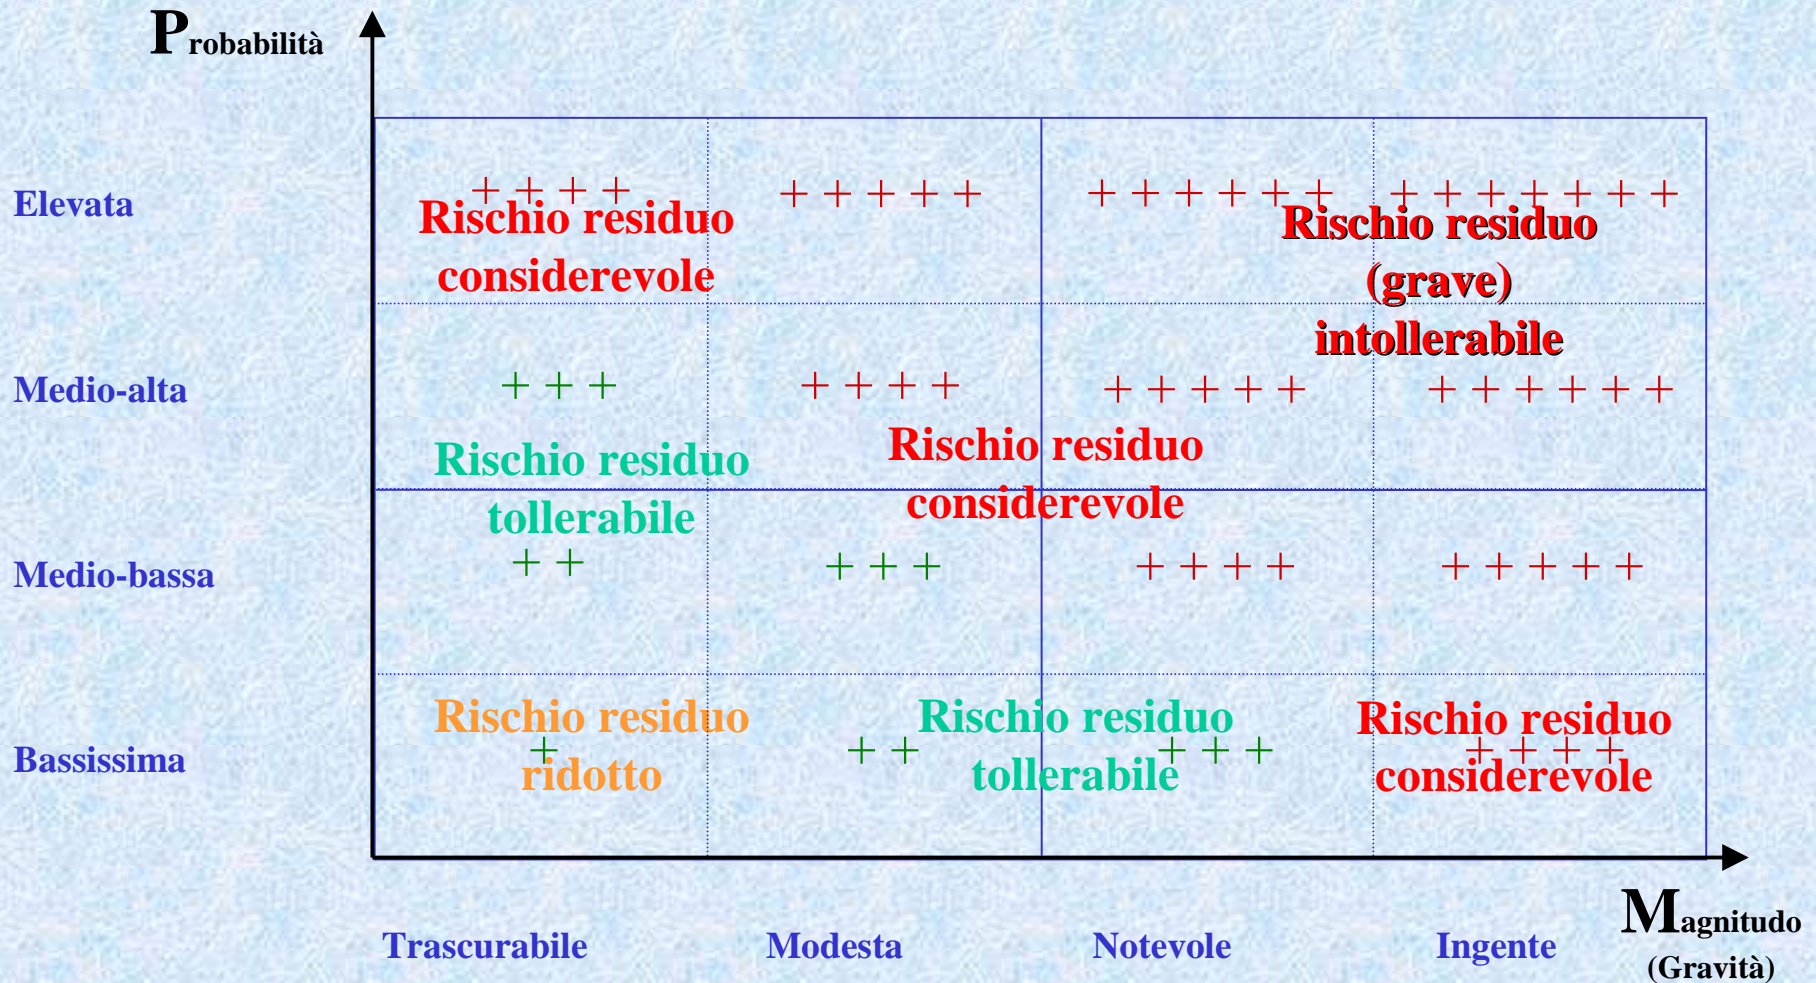 Probabilità
Elevata
+ + + +
+ + + + +
+ + + + + +
+ + + + + + +
Rischio residuo
considerevole
Rischio residuo
(grave)
intollerabile
Medio-alta
+ + +
+ + + +
+ + + + +
+ + + + + +
Rischio residuo
tollerabile
Rischio residuo
considerevole
Medio-bassa
+ +
+ + +
+ + + +
+ + + + +
Bassissima
Rischio residuo
+
ridotto
+ +
Rischio residuo
tollerabile
+ + +
Rischio residuo
+ + + +
considerevole
Trascurabile
Modesta
Notevole
Ingente
Magnitudo
(Gravità)